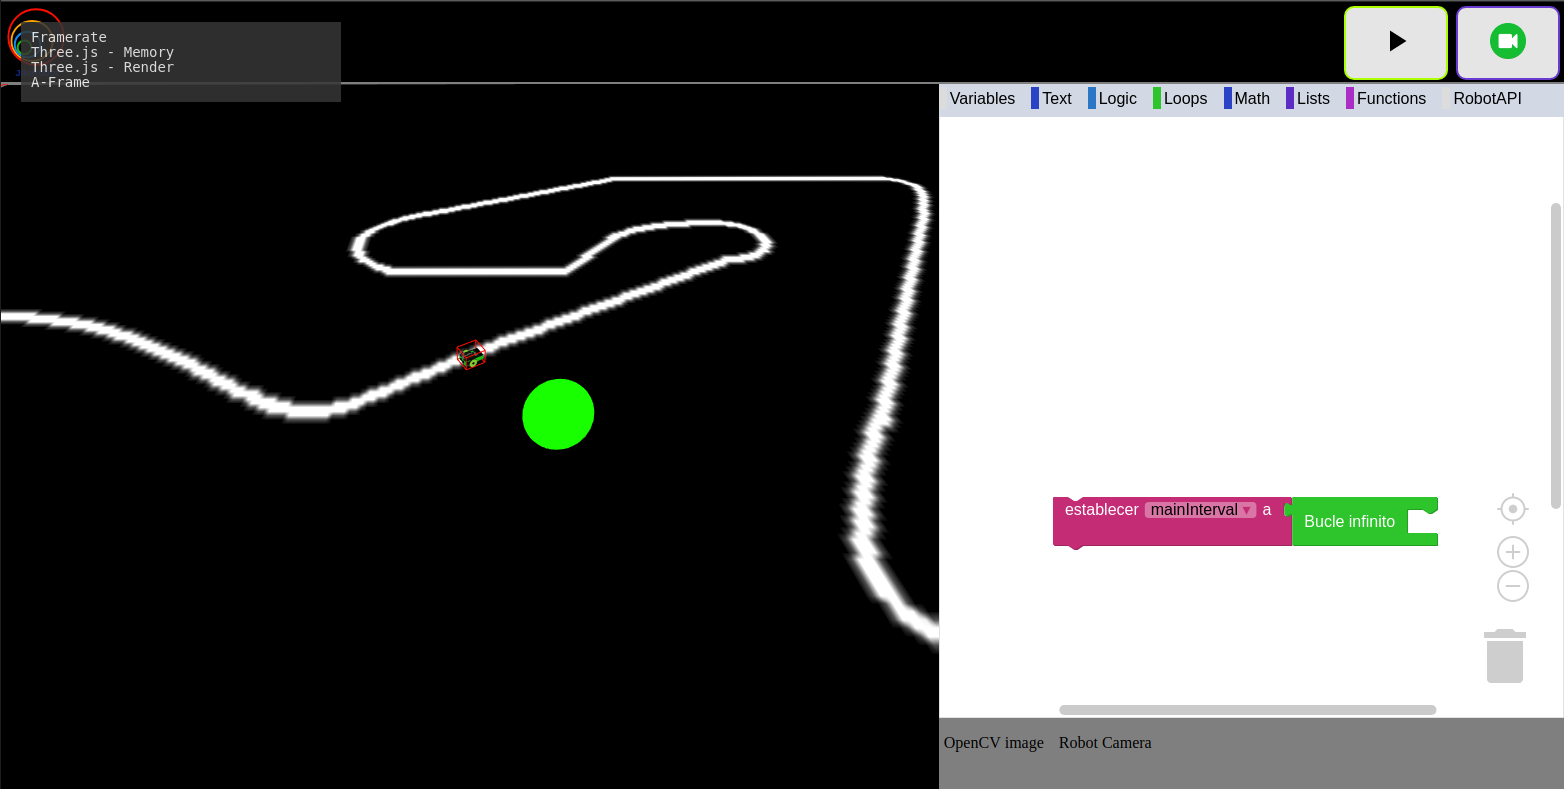 Framerate
Three.js - Memory
Three.js - Render
A-Frame
Variables Text Logic Loops Math Lists Functions RobotAPI
establecer mainInterval a Bucle infinito
OpenCV image Robot Camera